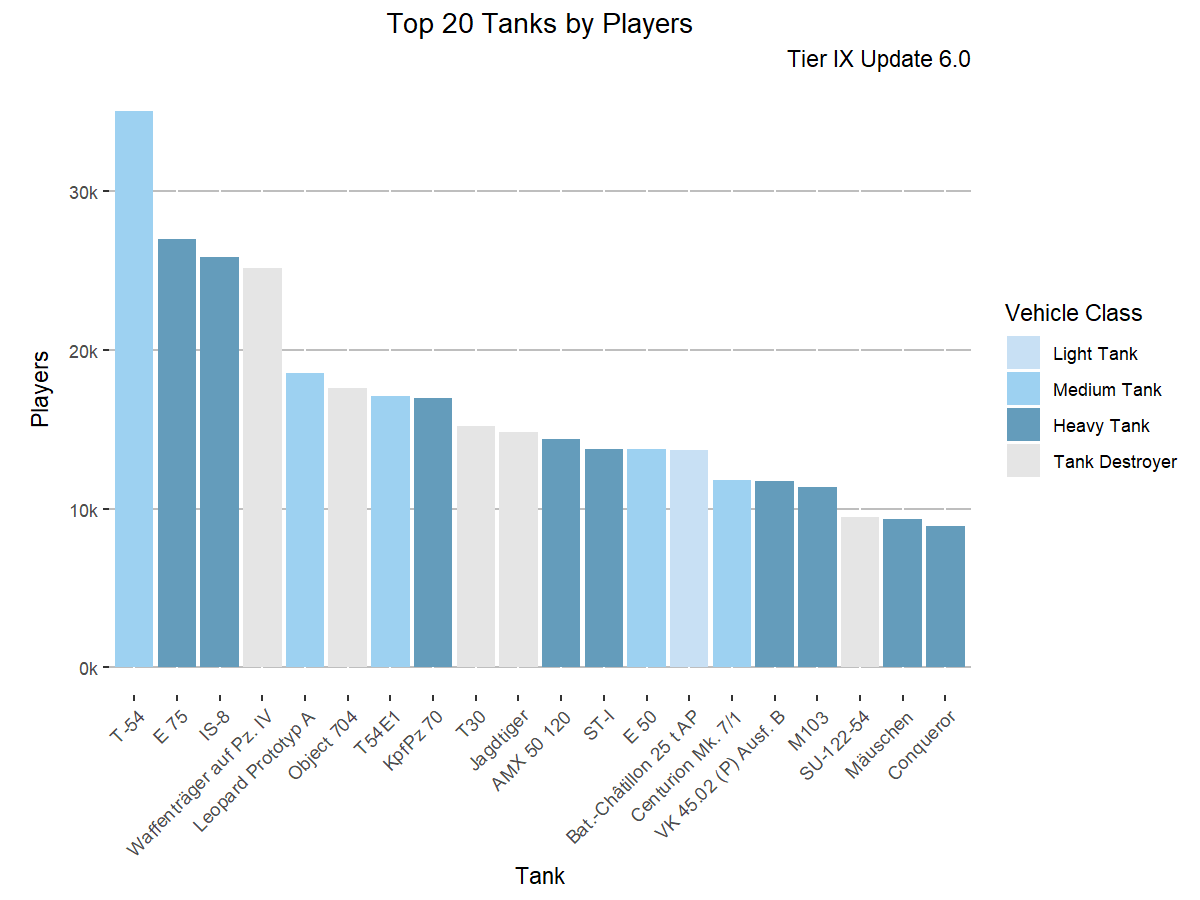 Top 20 Tanks by Players
Tier IX Update 6.0
Players
30k
20k
10k
0k
T-54
E 75
IS-8
Waffenträger auf Pz. IV
Leopard Prototyp A
Object 704
T54E1
KpfPz 70
T30
Jagdtiger
AMX 50 120
ST-I
E 50
Bat.-Châtillon 25 t AP
Centurion Mk. 7/1
VK 45.02 (P) Ausf. B
M103
SU-122-54
Mäuschen
Conqueror
Tank
Vehicle Class
Light Tank
Medium Tank
Heavy Tank
Tank Destroyer